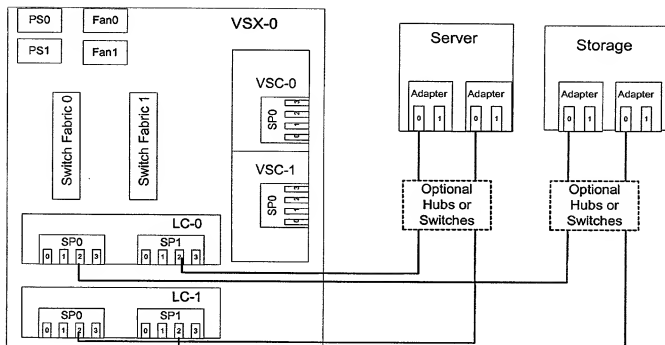 PS0 Fan0 VSX-0
PS1 Fan1
Switch Fabric 0
Switch Fabric 1
VSC-0
SP0
3
2
1
0
VSC-1
SP0
3
2
1
0
LC-0
SP0 SP1
0 1 2 3 0 1 2 3
LC-1
SP0 SP1
0 1 2 3 0 1 2 3
Server
Adapter Adapter
0 1 0 1
Storage
Adapter Adapter
0 1 0 1
Optional
Hubs or
Switches
Optional
Hubs or
Switches